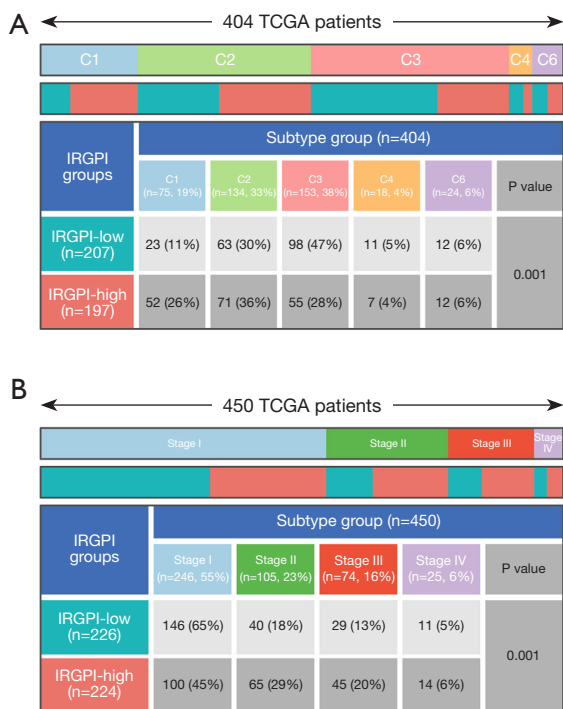 A
404 TCGA patients
C1 C2 C3 C4 C6
IRGPI groups
Subtype group (n=404)
C1 (n=75, 19%)
C2 (n=134, 33%)
C3 (n=153, 38%)
C4 (n=18, 4%)
C6 (n=24, 6%)
P value
IRGPI-low (n=207)
23 (11%) 63 (30%) 98 (47%) 11 (5%) 12 (6%)
0.001
IRGPI-high (n=197)
52 (26%) 71 (36%) 55 (28%) 7 (4%) 12 (6%)
B
450 TCGA patients
Stage I Stage II Stage III Stage IV
IRGPI groups
Subtype group (n=450)
Stage I (n=246, 55%)
Stage II (n=105, 23%)
Stage III (n=74, 16%)
Stage IV (n=25, 6%)
P value
IRGPI-low (n=226)
146 (65%) 40 (18%) 29 (13%) 11 (5%)
0.001
IRGPI-high (n=224)
100 (45%) 65 (29%) 45 (20%) 14 (6%)